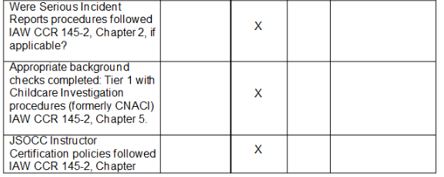 Were Serious Incident
Reports procedures followed
IAW CCR 145-2, Chapter 2, if
applicable?
X
Appropriate background
checks completed: Tier 1 with
Childcare Investigation
procedures (formerly CNACI)
IAW CCR 145-2, Chapter 5.
X
JSOCC Instructor
Certification policies followed
IAW CCR 145-2, Chapter
X